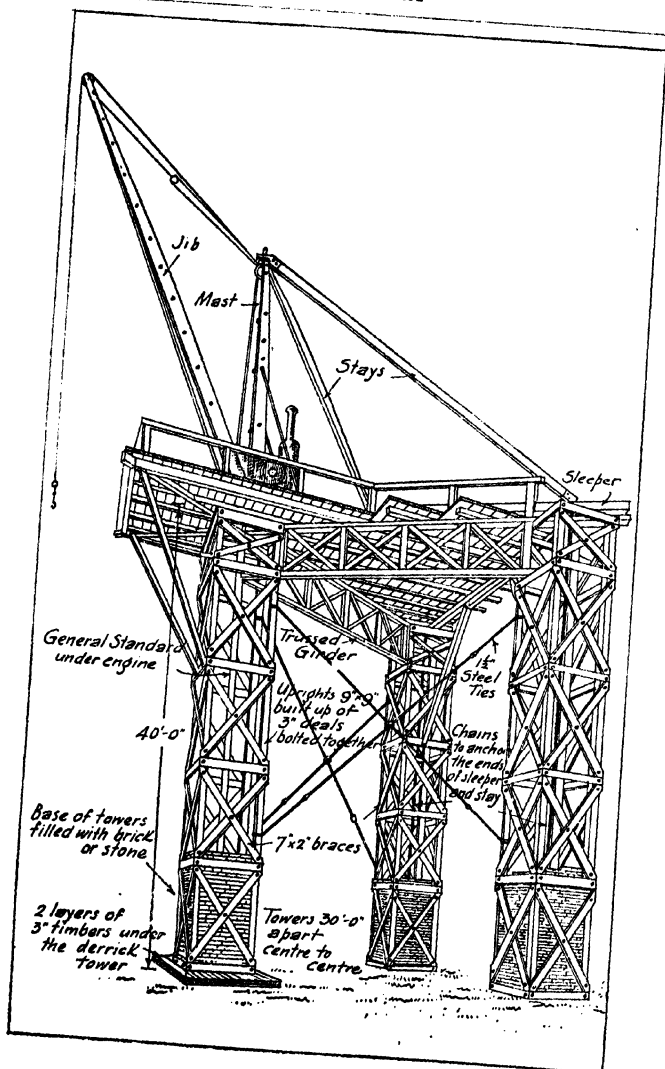 Jib
Mast
Stays
Sleeper
General Standard
under engine
Trussed
Girder
1½"
Steel
Ties
Uprights 9"x9"
built up of
3" deals
bolted together
40'-0"
Chains
to anchor
the ends
of sleeper
and stay
Base of towers
filled with brick
or stone
7"x2" braces
2 layers of
3" timbers under
the derrick
tower
Towers 30'-0"
apart
centre to
centre